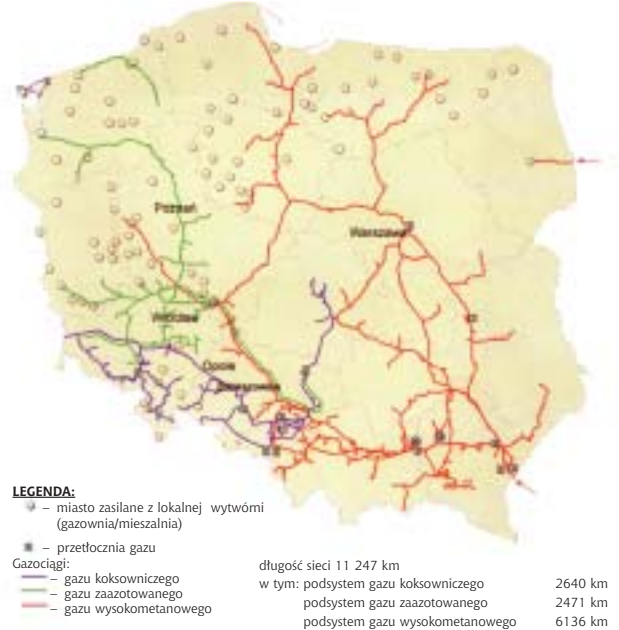 Poznań
Warszawa
Wrocław
Opole
LEGENDA:
– miasto zasilane z lokalnej wytwórni
(gazownia/mieszalnia)
– przetłocznia gazu
Gazociągi:
– gazu koksowniczego
– gazu zaazotowanego
– gazu wysokometanowego
długość sieci 11 247 km
w tym: podsystem gazu koksowniczego 2640 km
podsystem gazu zaazotowanego 2471 km
podsystem gazu wysokometanowego 6136 km